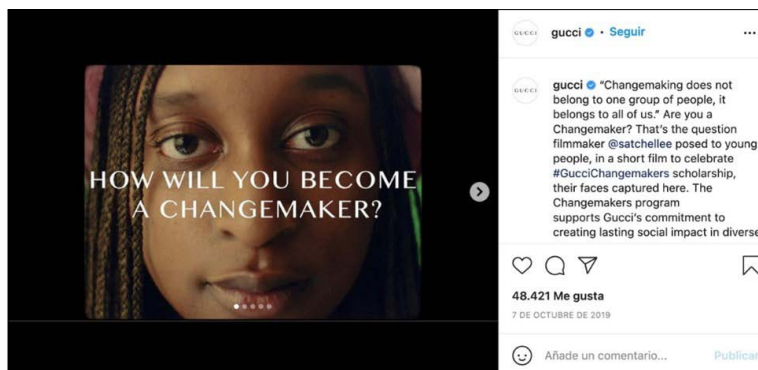 HOW WILL YOU BECOME
A CHANGEMAKER?
GUCCI
gucci • Seguir
GUCCI
gucci “Changemaking does not
belong to one group of people, it
belongs to all of us.” Are you a
Changemaker? That’s the question
filmmaker @satchellee posed to young
people, in a short film to celebrate
#GucciChangemakers scholarship,
their faces captured here. The
Changemakers program
supports Gucci’s commitment to
creating lasting social impact in diverse
48.421 Me gusta
7 DE OCTUBRE DE 2019
Añade un comentario...
Publicar